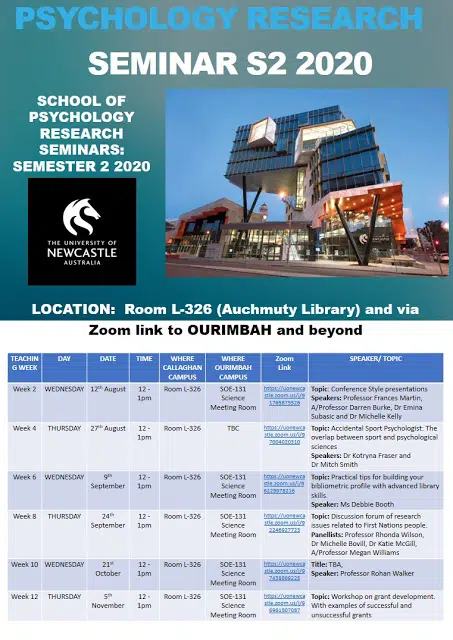 PSYCHOLOGY RESEARCH
SEMINAR S2 2020
SCHOOL OF
PSYCHOLOGY
RESEARCH
SEMINARS:
SEMESTER 2 2020
THE UNIVERSITY OF
NEWCASTLE
AUSTRALIA
LOCATION: Room L-326 (Auchmuty Library) and via
Zoom link to OURIMBAH and beyond
TEACHIN
G WEEK
DAY
DATE
TIME
WHERE
CALLAGHAN
CAMPUS
WHERE
OURIMBAH
CAMPUS
Zoom
Link
SPEAKER/ TOPIC
Week 2
WEDNESDAY
12th August
12 -
1pm
Room L-326
SOE-131
Science
Meeting Room
Topic: Conference Style presentations
Speakers: Professor Frances Martin,
A/Professor Darren Burke, Dr Emina
Subasic and Dr Michelle Kelly
Week 4
THURSDAY
27th August
12 -
1pm
Room L-326
TBC
Topic: Accidental Sport Psychologist: The
overlap between sport and psychological
sciences
Speakers: Dr Kotryna Fraser and
Dr Mitch Smith
Week 6
WEDNESDAY
9th
September
12 -
1pm
Room L-326
SOE-131
Science
Meeting Room
Topic: Practical tips for building your
bibliometric profile with advanced library
skills.
Speaker: Ms Debbie Booth
Week 8
THURSDAY
24th
September
12 -
1pm
Room L-326
SOE-131
Science
Meeting Room
Topic: Discussion forum of research
issues related to First Nations people.
Panellists: Professor Rhonda Wilson,
Dr Michelle Bovill, Dr Katie McGill,
A/Professor Megan Williams
Week 10
WEDNESDAY
21st
October
12 -
1pm
Room L-326
SOE-131
Science
Meeting Room
Title: TBA,
Speaker: Professor Rohan Walker
Week 12
THURSDAY
5th
November
12 -
1pm
Room L-326
SOE-131
Science
Meeting Room
Topic: Workshop on grant development.
With examples of successful and
unsuccessful grants